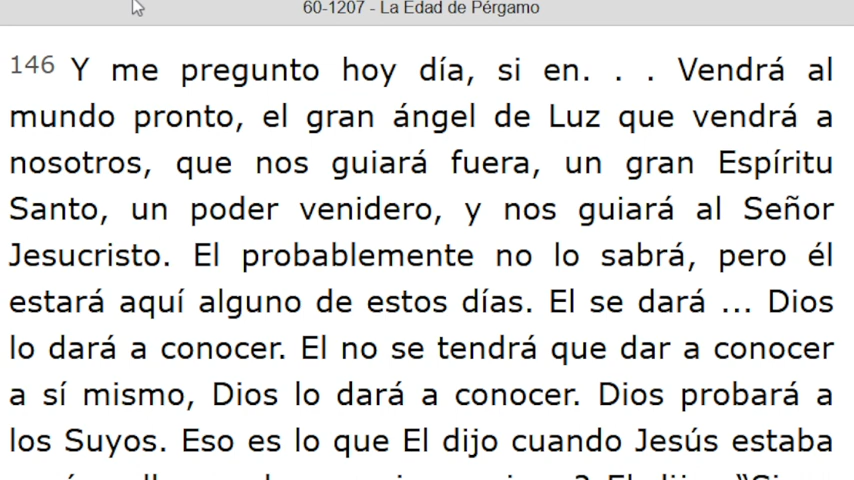 60-1207 - La Edad de Pérgamo
146 Y me pregunto hoy día, si en. . . Vendrá al
mundo pronto, el gran ángel de Luz que vendrá a
nosotros, que nos guiará fuera, un gran Espíritu
Santo, un poder venidero, y nos guiará al Señor
Jesucristo. El probablemente no lo sabrá, pero él
estará aquí alguno de estos días. El se dará ... Dios
lo dará a conocer. El no se tendrá que dar a conocer
a sí mismo, Dios lo dará a conocer. Dios probará a
los Suyos. Eso es lo que El dijo cuando Jesús estaba